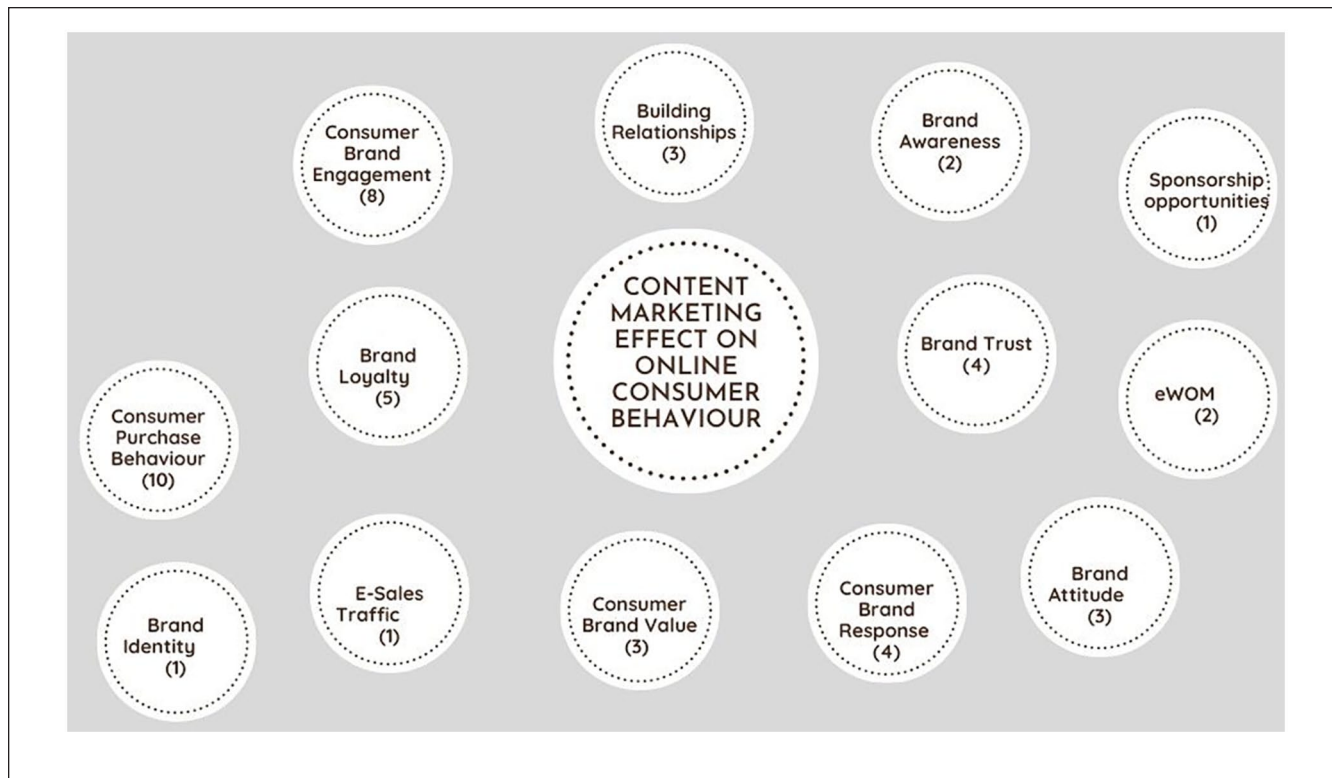 Consumer
Brand
Engagement
(8)
Building
Relationships
(3)
Brand
Awareness
(2)
Sponsorship
opportunities
(1)
CONTENT
MARKETING
EFFECT ON
ONLINE
CONSUMER
BEHAVIOUR
Brand
Loyalty
(5)
Brand Trust
(4)
eWOM
(2)
Consumer
Purchase
Behaviour
(10)
Brand
Identity
(1)
E-Sales
Traffic
(1)
Consumer
Brand Value
(3)
Consumer
Brand
Response
(4)
Brand
Attitude
(3)